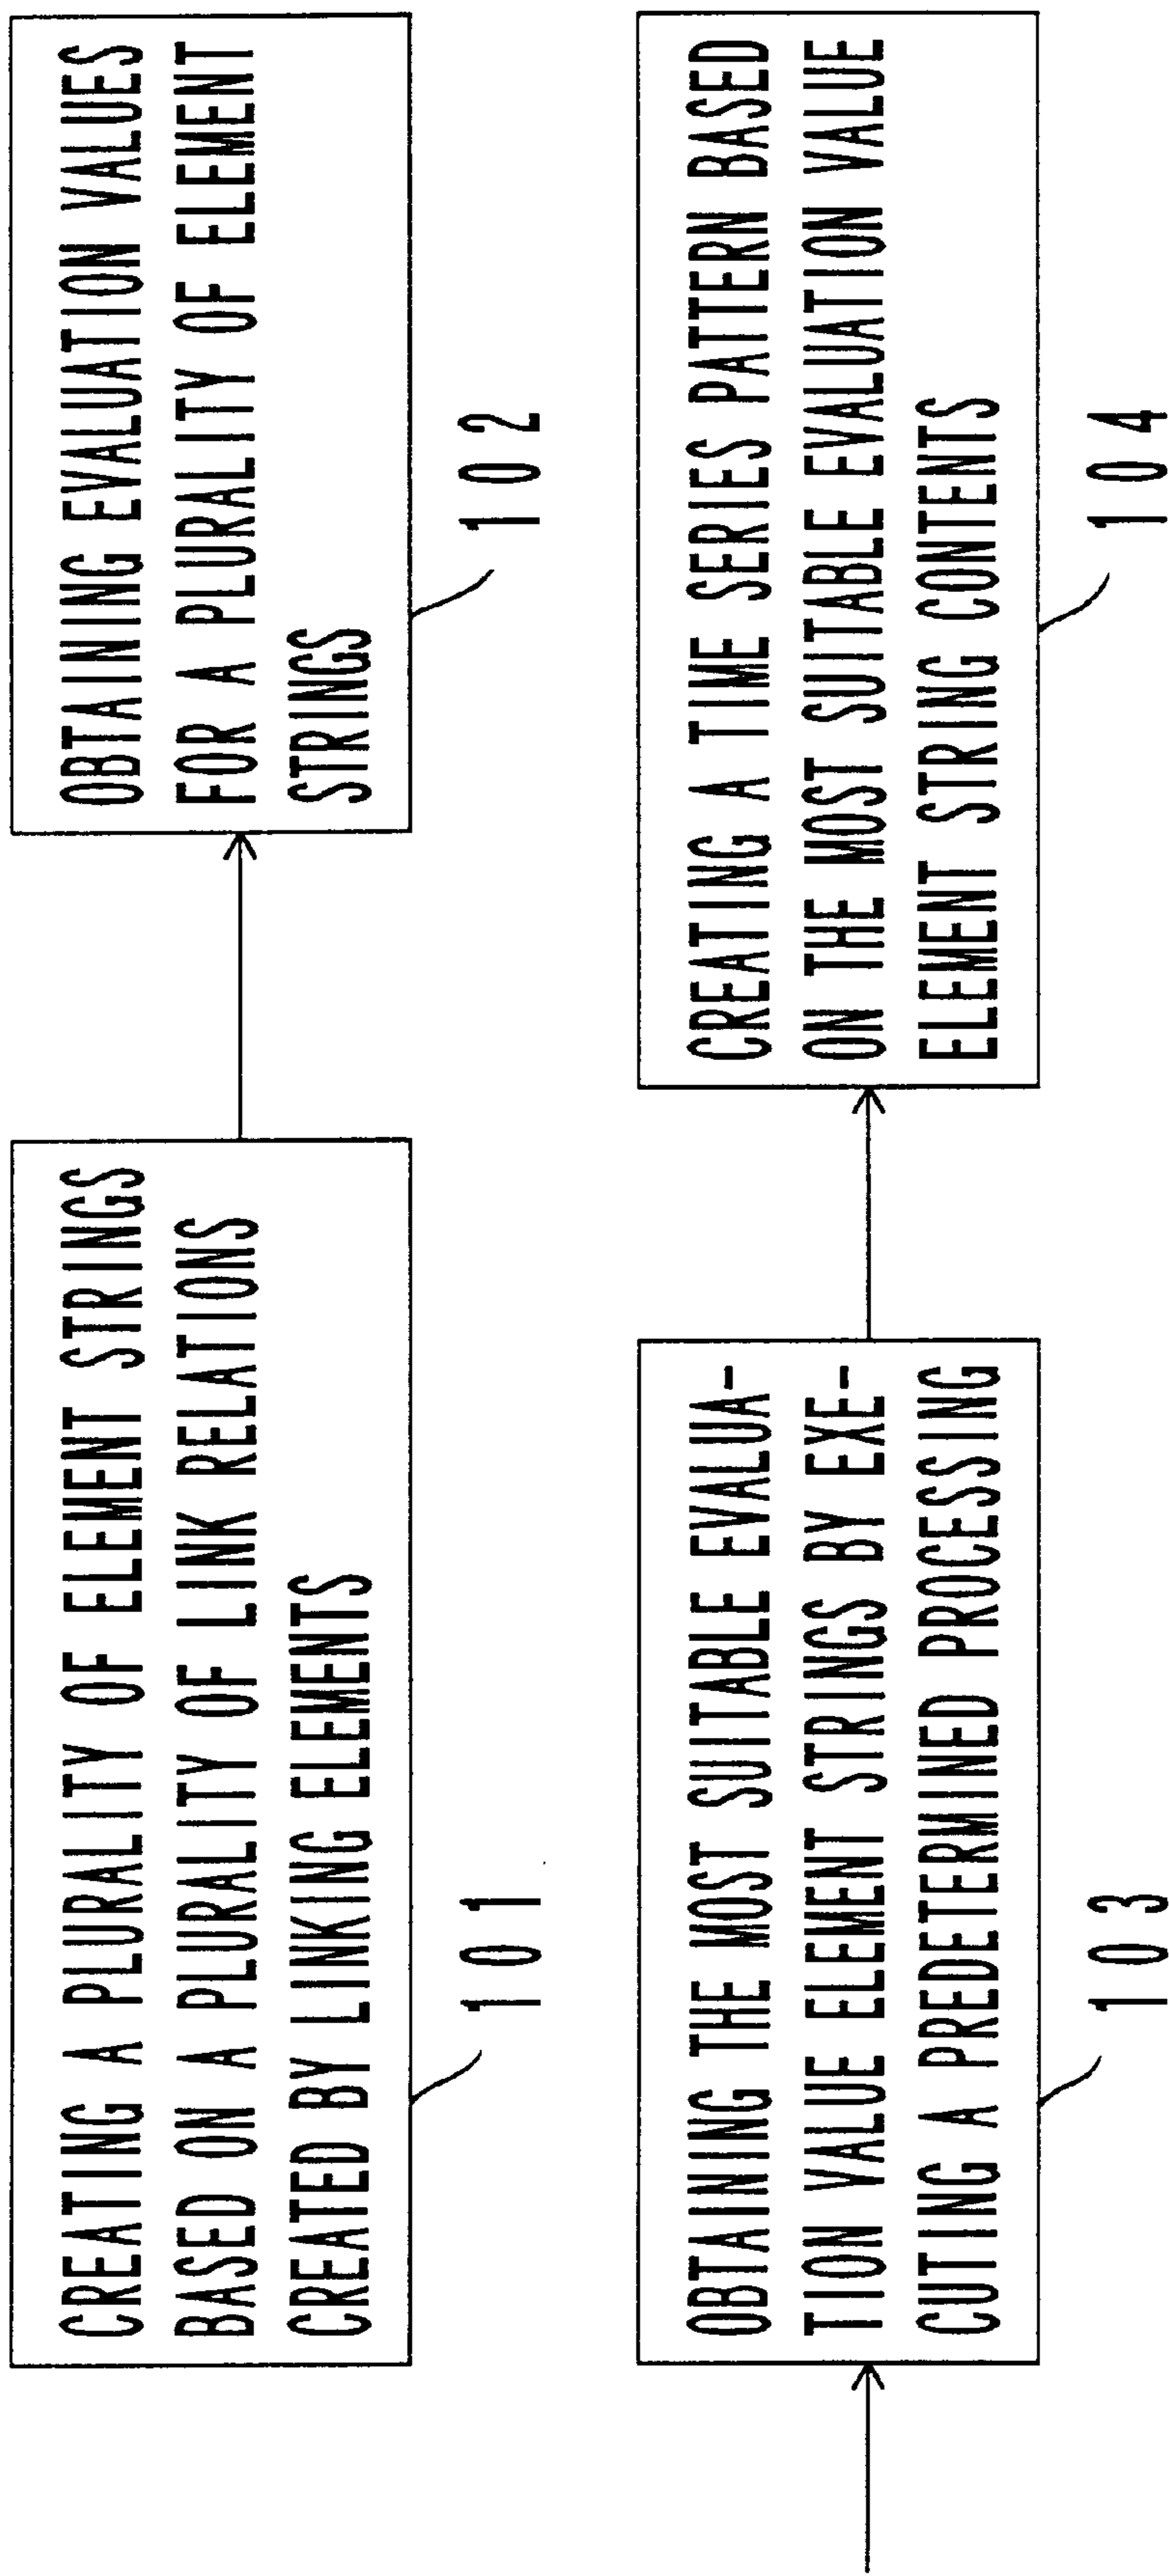 CREATING A PLURALITY OF ELEMENT STRINGS
BASED ON A PLURALITY OF LINK RELATIONS
CREATED BY LINKING ELEMENTS
101
OBTAINING EVALUATION VALUES
FOR A PLURALITY OF ELEMENT
STRINGS
102
OBTAINING THE MOST SUITABLE EVALUA-
TION VALUE ELEMENT STRINGS BY EXE-
CUTING A PREDETERMINED PROCESSING
103
CREATING A TIME SERIES PATTERN BASED
ON THE MOST SUITABLE EVALUATION VALUE
ELEMENT STRING CONTENTS
104